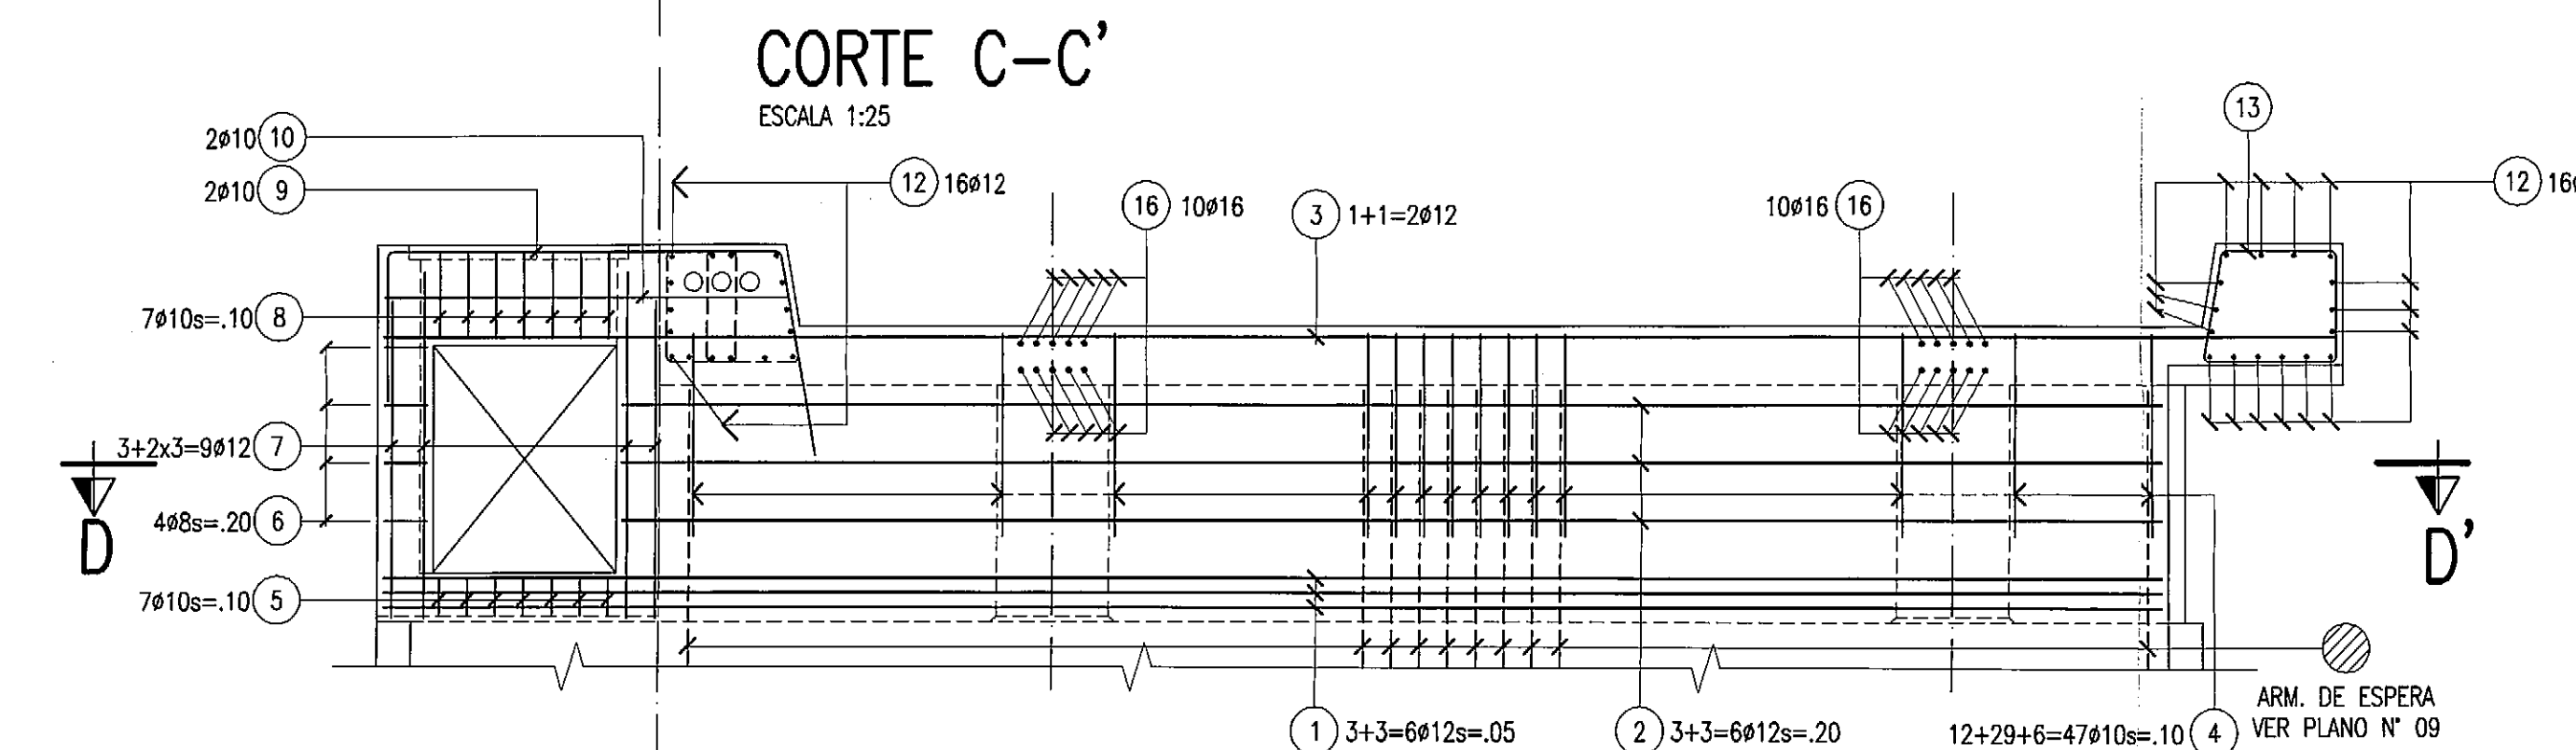 CORTE C-C'
ESCALA 1:25
13
2ø10 10
2ø10 9
12 16ø12
12 16ø
16 10ø16
3 1+1=2ø12
10ø16 16
7ø10s=.10 8
3+2x3=9ø12 7
D
D'
4ø8s=.20 6
7ø10s=.10 5
ARM. DE ESPERA
VER PLANO N° 09
1 3+3=6ø12s=.05
2 3+3=6ø12s=.20
12+29+6=47ø10s=.10 4